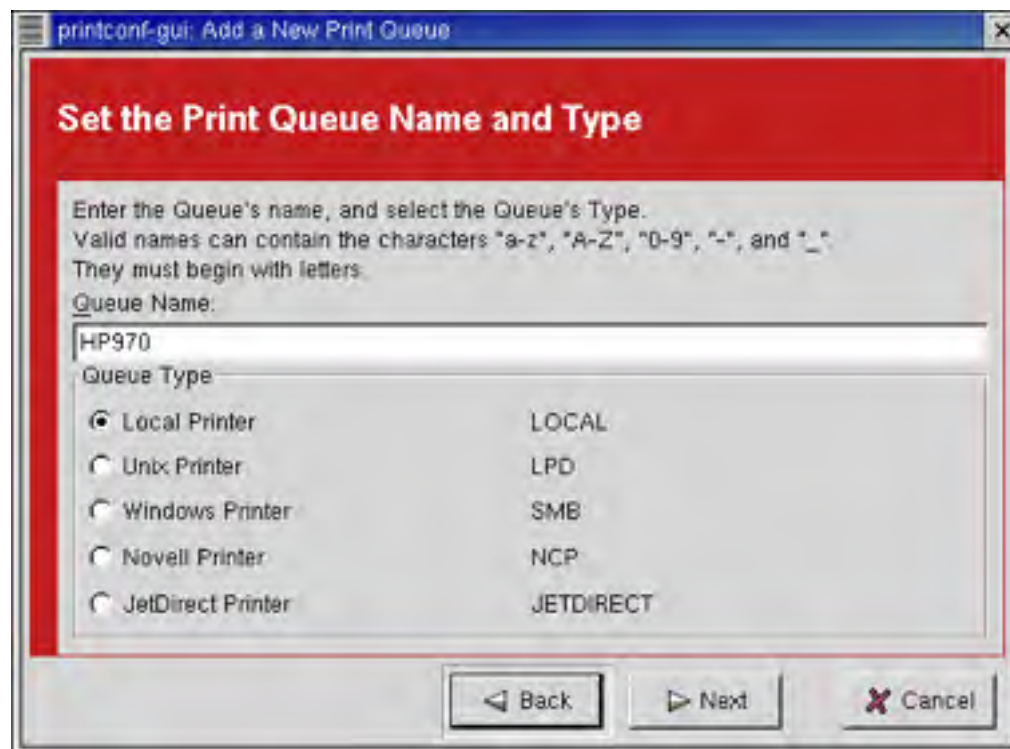 printconf-gui: Add a New Print Queue
Set the Print Queue Name and Type
Enter the Queue's name, and select the Queue's Type.
Valid names can contain the characters "a-z", "A-Z", "0-9", "-", and "_".
They must begin with letters.
Queue Name:
HP970
Queue Type
Local Printer LOCAL
Unix Printer LPD
Windows Printer SMB
Novell Printer NCP
JetDirect Printer JETDIRECT
Back Next Cancel